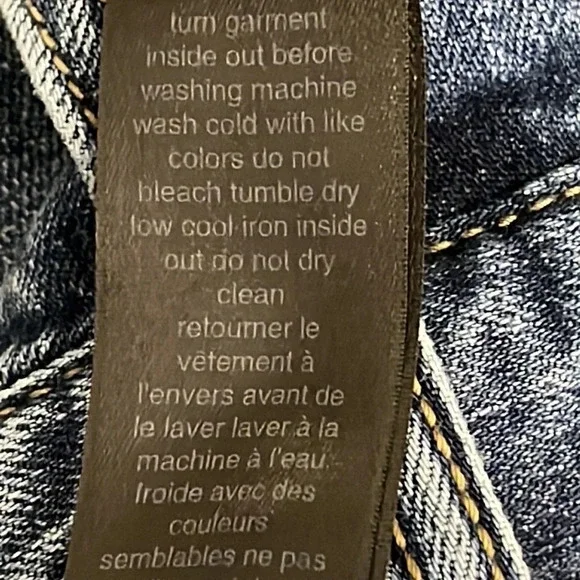 turn garment
inside out before
washing machine
wash cold with like
colors do not
bleach tumble dry
low cool iron inside
out do not dry
clean
retourner le
vêtement à
l'envers avant de
le laver laver à la
machine à l'eau
froide avec des
couleurs
semblables ne pas